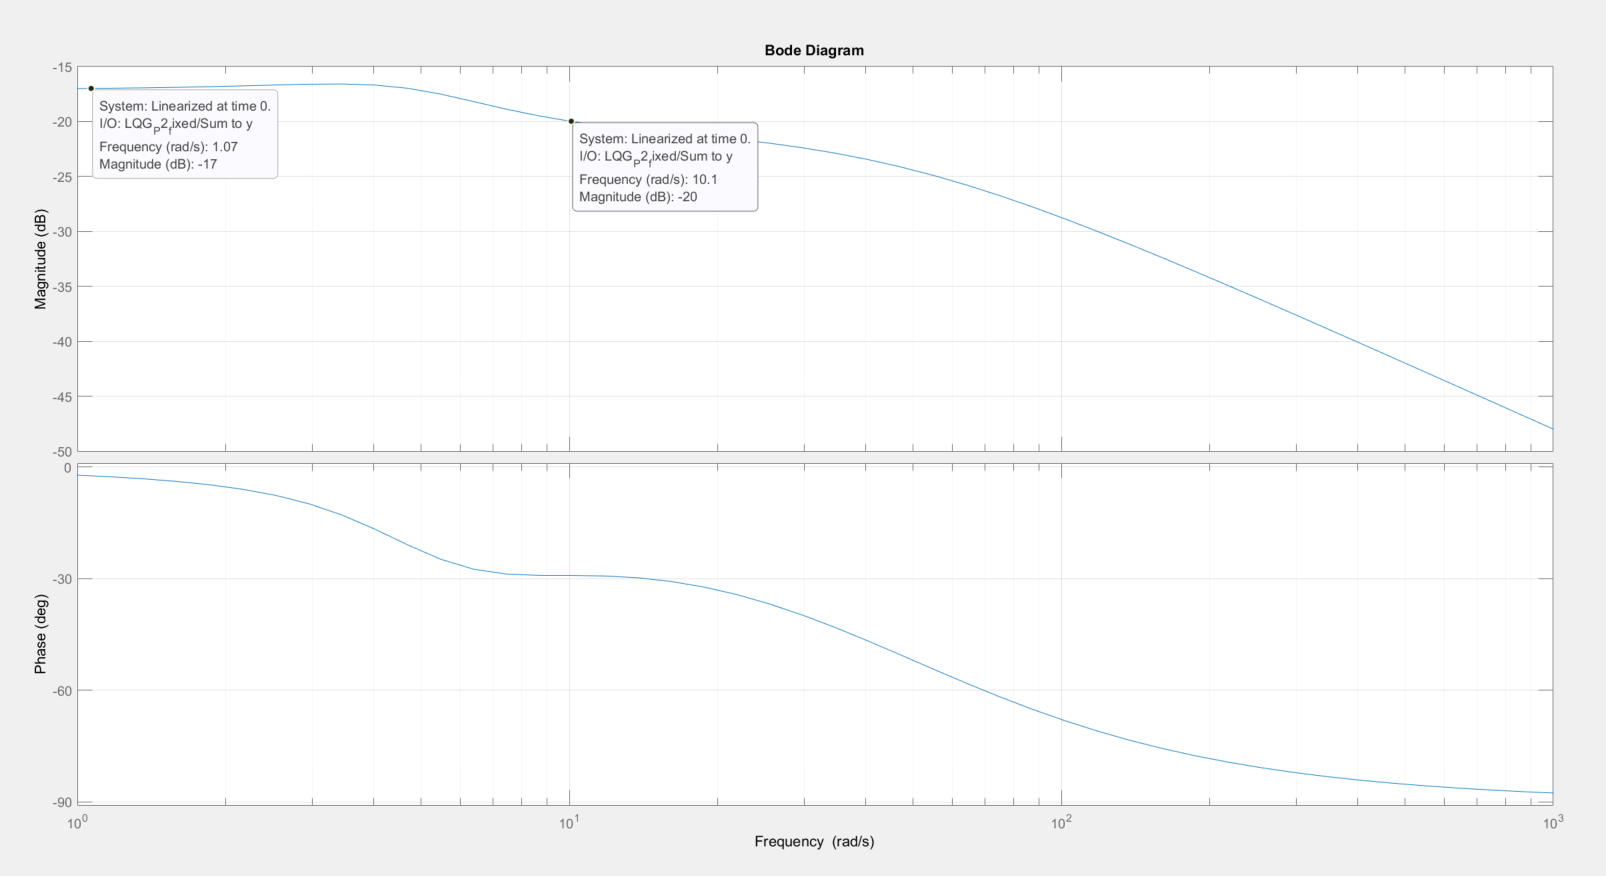 Bode Diagram
-15
-20
-25
-30
-35
-40
-45
-50
Magnitude (dB)
System: Linearized at time 0.
I/O: LQGP2fixed/Sum to y
Frequency (rad/s): 1.07
Magnitude (dB): -17
System: Linearized at time 0.
I/O: LQGP2fixed/Sum to y
Frequency (rad/s): 10.1
Magnitude (dB): -20
0
-30
-60
-90
Phase (deg)
10^0 10^1 10^2 10^3
Frequency (rad/s)